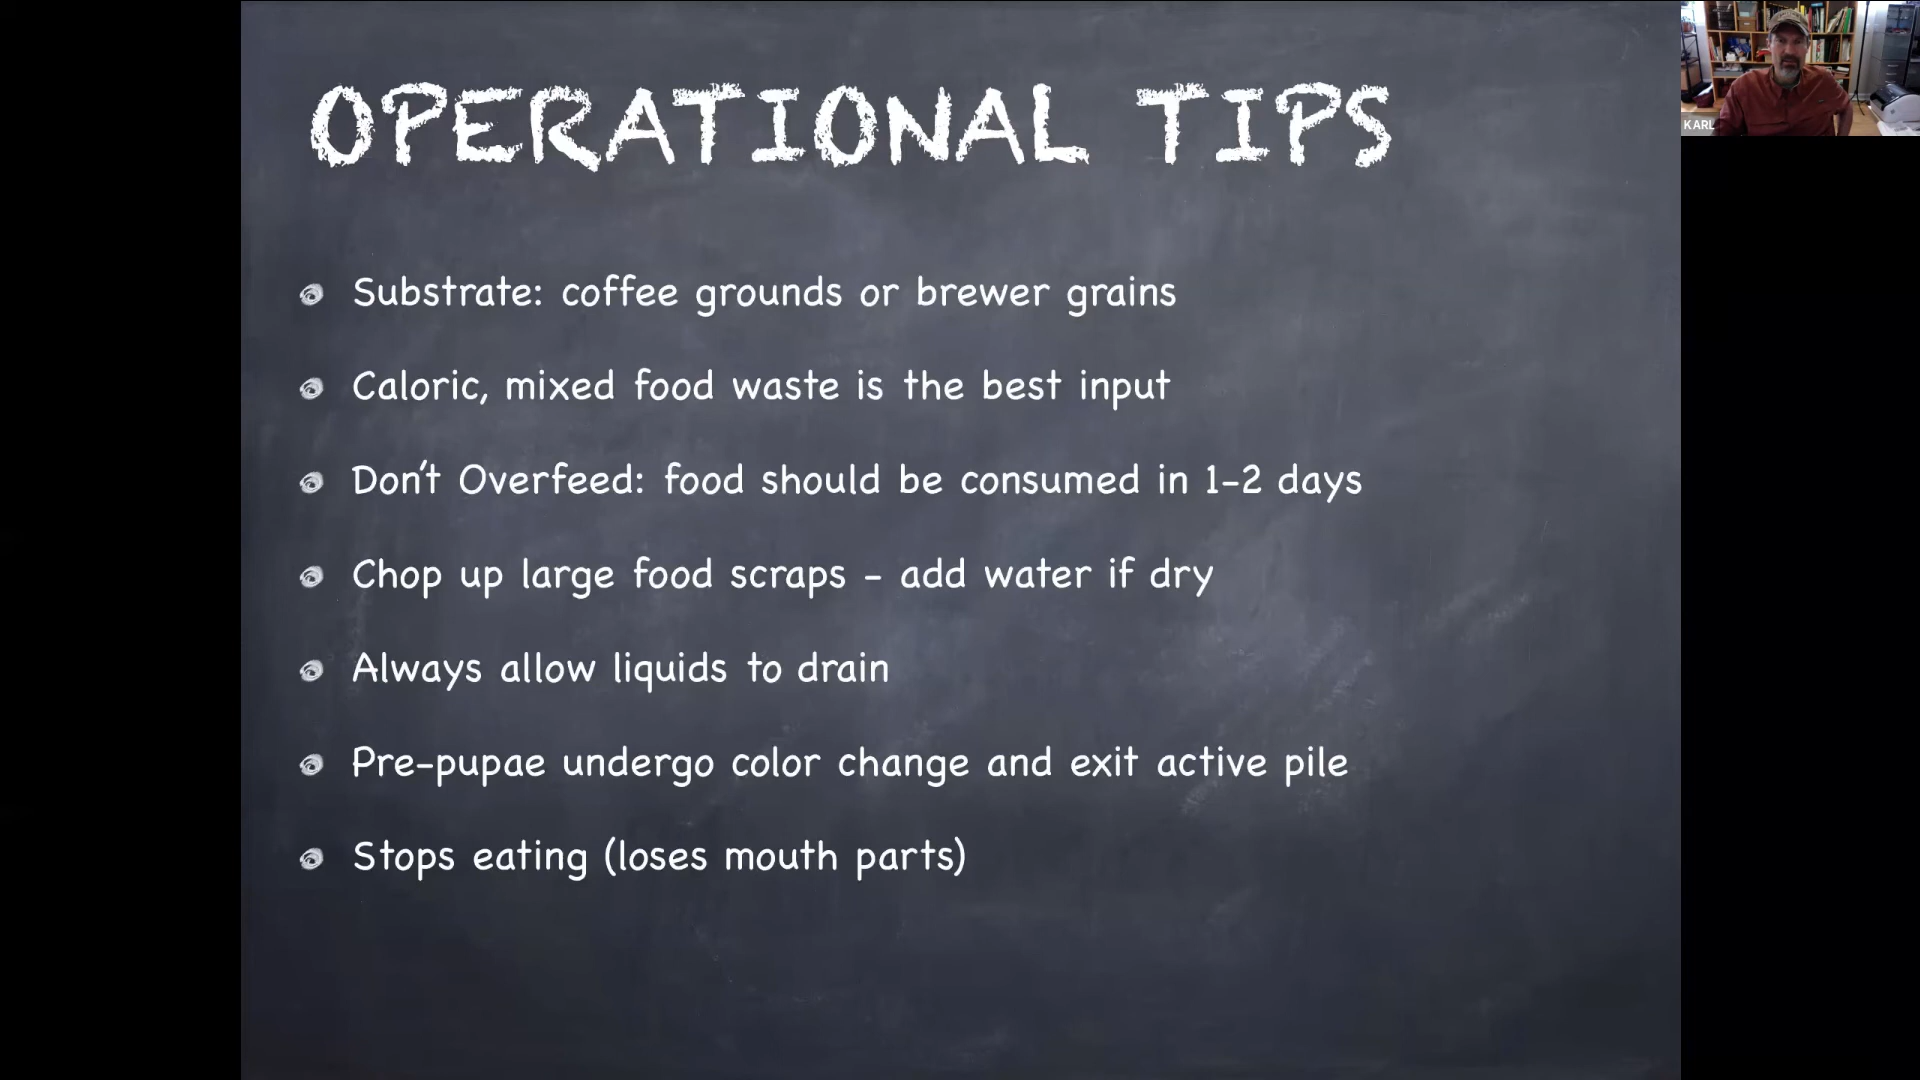 OPERATIONAL TIPS
KARL
Substrate: coffee grounds or brewer grains
Caloric, mixed food waste is the best input
Don't Overfeed: food should be consumed in 1-2 days
Chop up large food scraps - add water if dry
Always allow liquids to drain
Pre-pupae undergo color change and exit active pile
Stops eating (loses mouth parts)